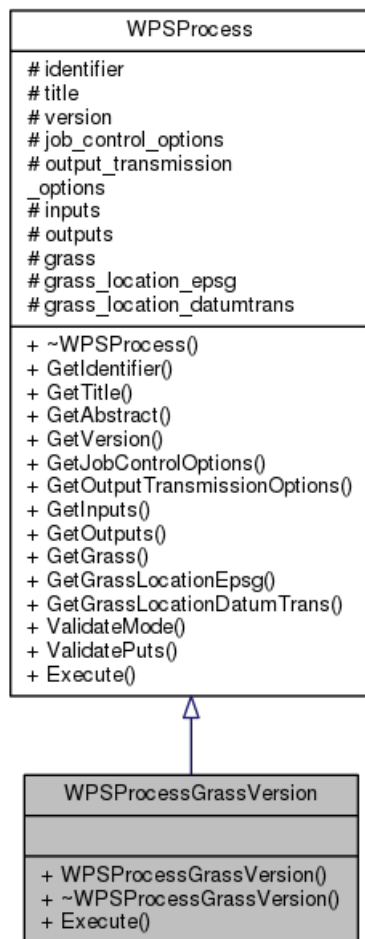 WPSProcess
# identifier
# title
# version
# job_control_options
# output_transmission
_options
# inputs
# outputs
# grass
# grass_location_epsg
# grass_location_datumtrans
+ ~WPSProcess()
+ GetIdentifier()
+ GetTitle()
+ GetAbstract()
+ GetVersion()
+ GetJobControlOptions()
+ GetOutputTransmissionOptions()
+ GetInputs()
+ GetOutputs()
+ GetGrass()
+ GetGrassLocationEpsg()
+ GetGrassLocationDatumTrans()
+ ValidateMode()
+ ValidatePuts()
+ Execute()
WPSProcessGrassVersion
+ WPSProcessGrassVersion()
+ ~WPSProcessGrassVersion()
+ Execute()